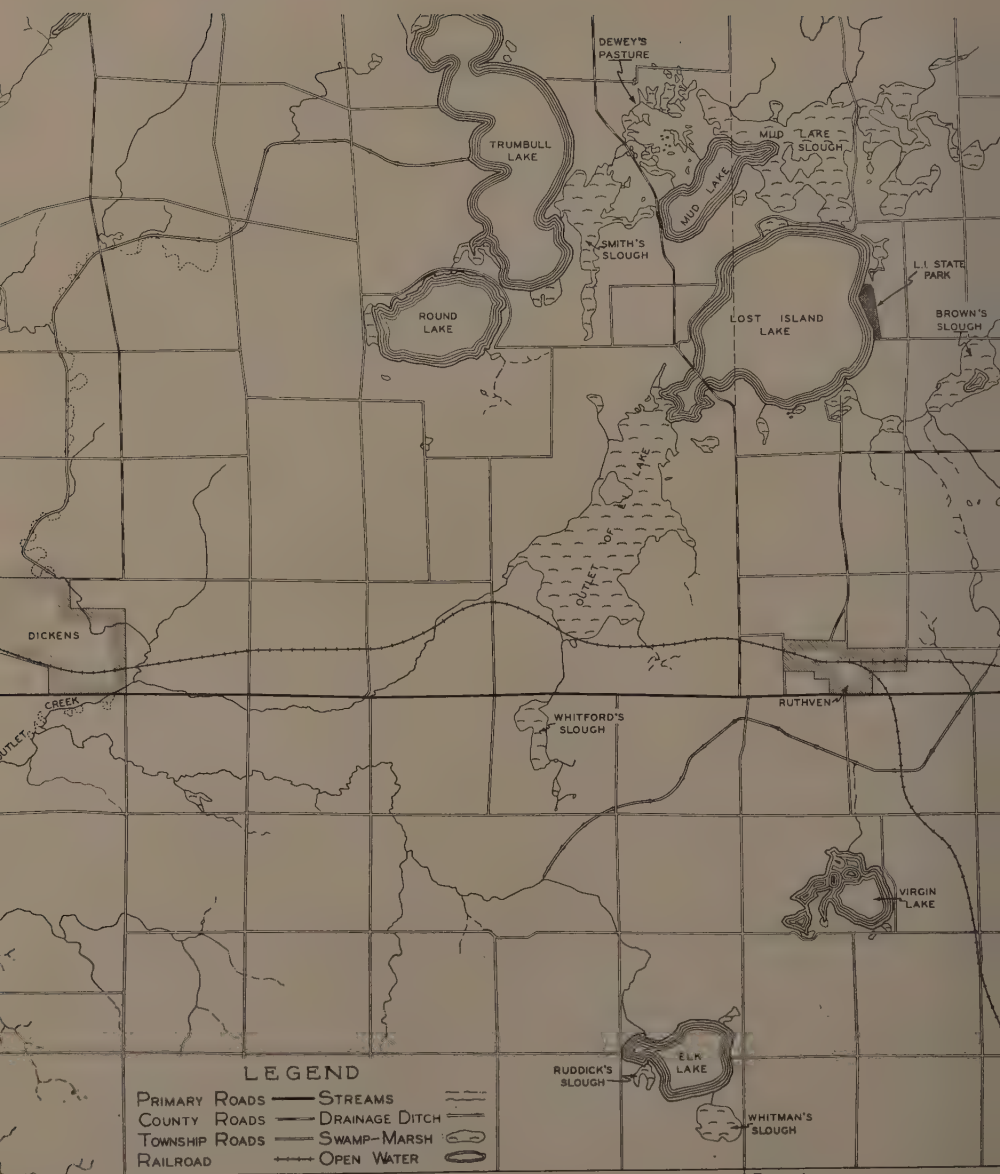 DEWEY'S
PASTURE
TRUMBULL
LAKE
MUD LAKE
SLOUGH
MUD LAKE
SMITH'S
SLOUGH
L.I. STATE
PARK
ROUND
LAKE
LOST ISLAND
LAKE
BROWN'S
SLOUGH
OUTLET OF LAKE
DICKENS
RUTHVEN
OUTLET CREEK
WHITFORD'S
SLOUGH
VIRGIN
LAKE
ELK
LAKE
RUDDICK'S
SLOUGH
WHITMAN'S
SLOUGH
LEGEND
PRIMARY ROADS STREAMS
COUNTY ROADS DRAINAGE DITCH
TOWNSHIP ROADS SWAMP-MARSH
RAILROAD OPEN WATER